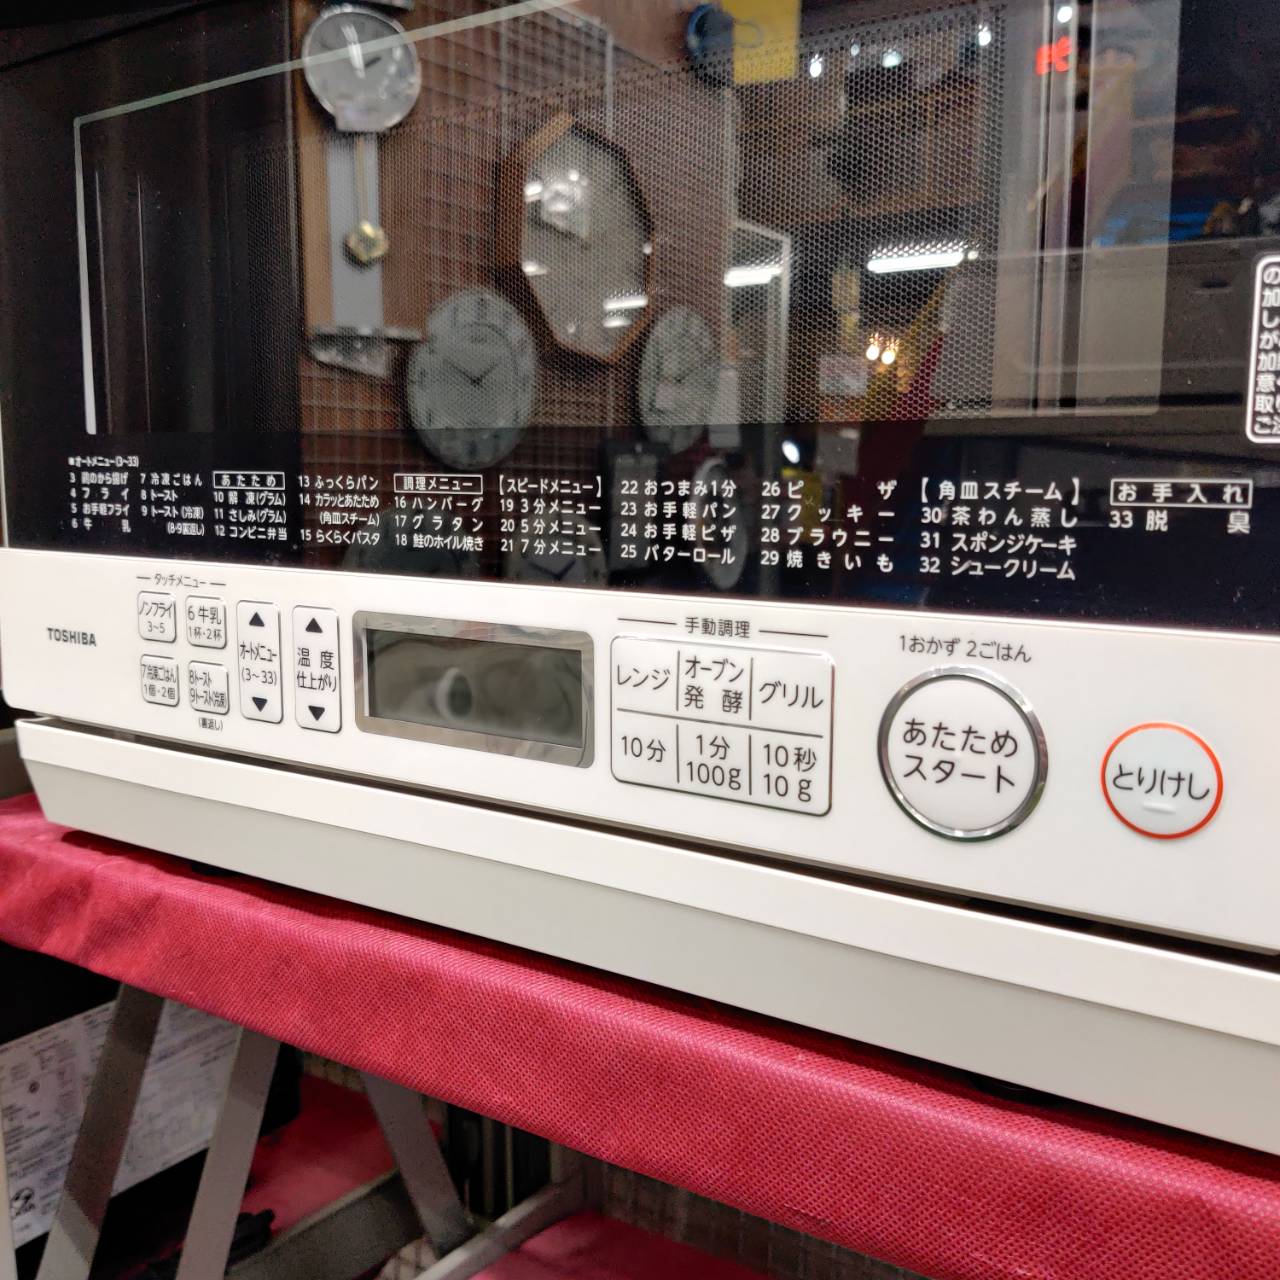 ■オートメニュー(3~33)
3 鶏のから揚げ
4 フライ
5 お手軽フライ
6 牛乳
7 冷凍ごはん
8 トースト
9 トースト(冷凍)
(8・9裏返し)
あたため
10 解凍(グラム)
11 さしみ(グラム)
12 コンビニ弁当
13 ふっくらパン
14 カラッとあたため
(角皿スチーム)
15 らくらくパスタ
調理メニュー
16 ハンバーグ
17 グラタン
18 鮭のホイル焼き
【スピードメニュー】
19 3分メニュー
20 5分メニュー
21 7分メニュー
22 おつまみ1分
23 お手軽パン
24 お手軽ピザ
25 バターロール
26 ピザ
27 クッキー
28 ブラウニー
29 焼きいも
【角皿スチーム】
30 茶わん蒸し
31 スポンジケーキ
32 シュークリーム
お手入れ
33 脱臭
TOSHIBA
タッチメニュー
ノンフライ
3~5
6 牛乳
1杯・2杯
7冷凍ごはん
1個・2個
8トースト
9トースト(冷凍)
(裏返し)
オートメニュー
(3~33)
温度
仕上がり
手動調理
レンジ
オーブン
発酵
グリル
10分
1分
100g
10秒
10g
1おかず 2ごはん
あたため
スタート
とりけし